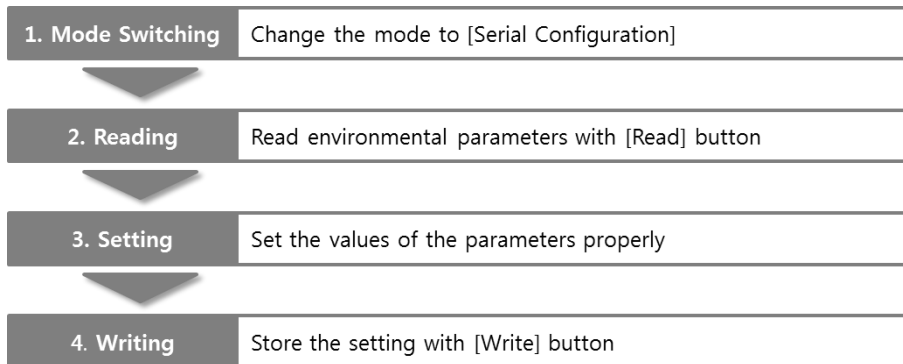 1. Mode Switching Change the mode to [Serial Configuration]
2. Reading Read environmental parameters with [Read] button
3. Setting Set the values of the parameters properly
4. Writing Store the setting with [Write] button